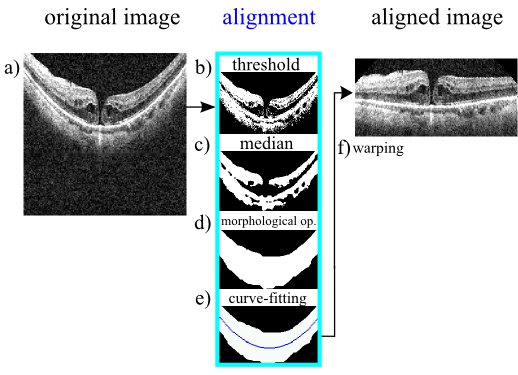 original image
alignment
aligned image
a)
b)
threshold
c)
median
f) warping
d)
morphological op.
e)
curve-fitting